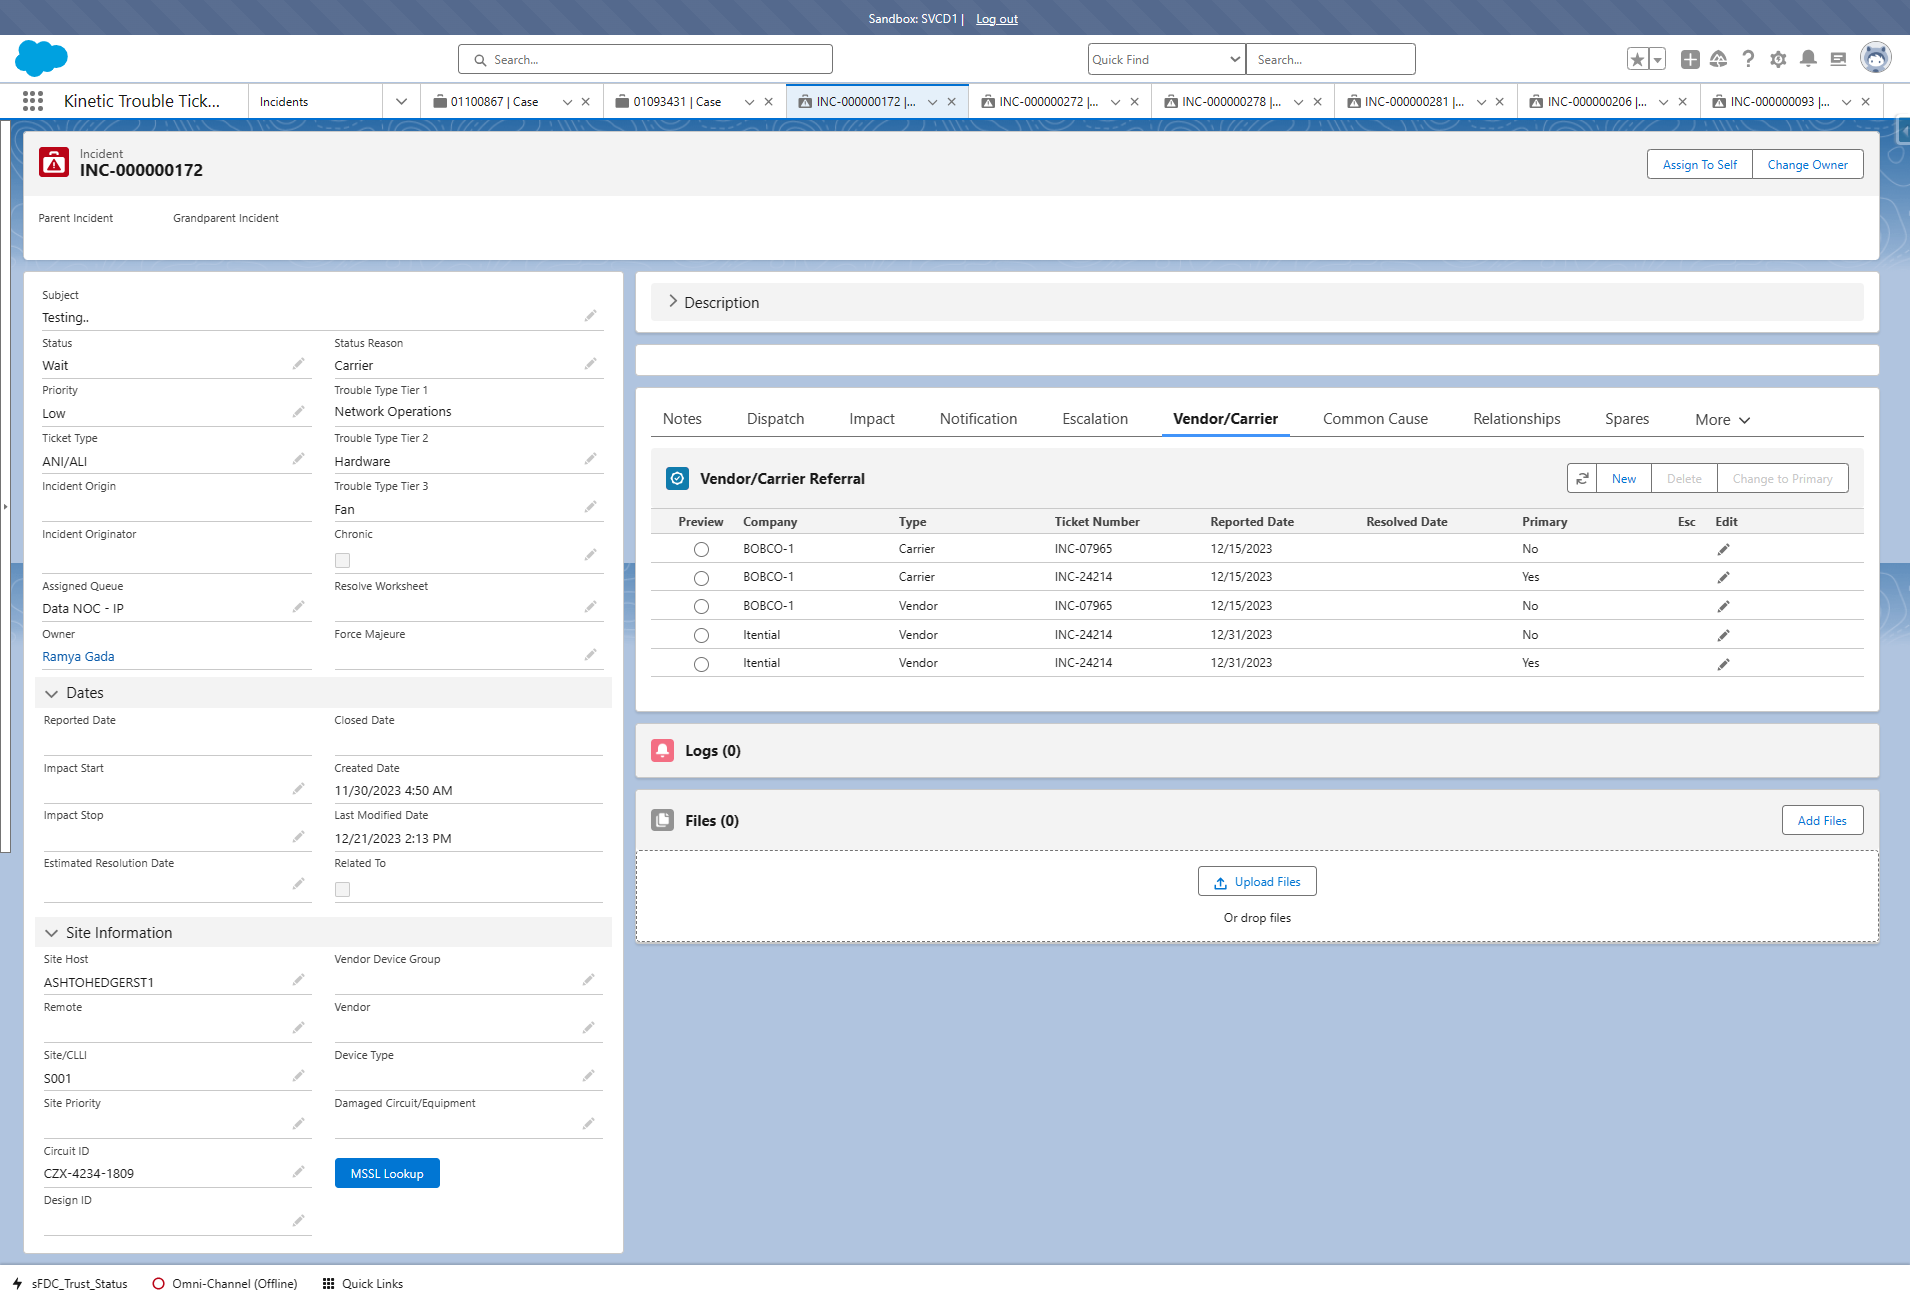 Sandbox: SVCD1 | Log out
Search...
Quick Find
Search...
Kinetic Trouble Tick...
Incidents
01100867 | Case
01093431 | Case
INC-000000172 |...
INC-000000272 |...
INC-000000278 |...
INC-000000281 |...
INC-000000206 |...
INC-000000093 |...
Incident
INC-000000172
Assign To Self
Change Owner
Parent Incident
Grandparent Incident
Subject
Testing..
Status
Wait
Status Reason
Carrier
Priority
Low
Trouble Type Tier 1
Network Operations
Ticket Type
ANI/ALI
Trouble Type Tier 2
Hardware
Incident Origin
Trouble Type Tier 3
Fan
Incident Originator
Chronic
Assigned Queue
Data NOC - IP
Resolve Worksheet
Owner
Ramya Gada
Force Majeure
Dates
Reported Date
Closed Date
Impact Start
Created Date
11/30/2023 4:50 AM
Impact Stop
Last Modified Date
12/21/2023 2:13 PM
Estimated Resolution Date
Related To
Site Information
Site Host
ASHTOHEDGERST1
Vendor Device Group
Remote
Vendor
Site/CLLI
S001
Device Type
Site Priority
Damaged Circuit/Equipment
Circuit ID
CZX-4234-1809
MSSL Lookup
Design ID
Description
Notes Dispatch Impact Notification Escalation Vendor/Carrier Common Cause Relationships Spares More
Vendor/Carrier Referral
New Delete Change to Primary
Preview Company Type Ticket Number Reported Date Resolved Date Primary Esc Edit
BOBCO-1 Carrier INC-07965 12/15/2023 No
BOBCO-1 Carrier INC-24214 12/15/2023 Yes
BOBCO-1 Vendor INC-07965 12/15/2023 No
Itential Vendor INC-24214 12/31/2023 No
Itential Vendor INC-24214 12/31/2023 Yes
Logs (0)
Files (0)
Add Files
Upload Files
Or drop files
sFDC_Trust_Status
Omni-Channel (Offline)
Quick Links